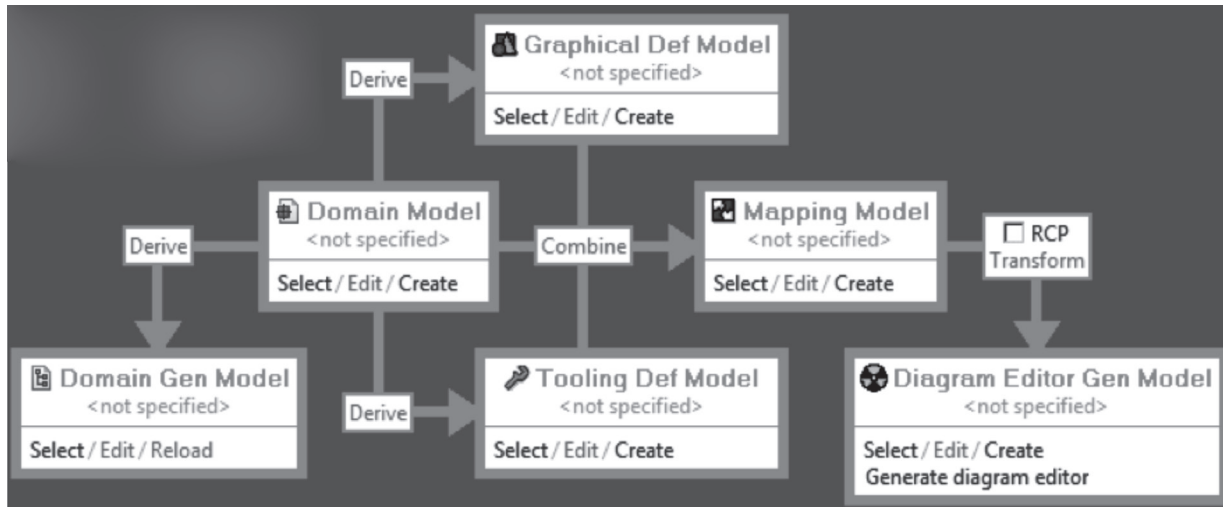 Graphical Def Model
<not specified>
Select / Edit / Create
Derive
Domain Model
<not specified>
Select / Edit / Create
Derive
Combine
Mapping Model
<not specified>
Select / Edit / Create
RCP
Transform
Domain Gen Model
<not specified>
Select / Edit / Reload
Derive
Tooling Def Model
<not specified>
Select / Edit / Create
Diagram Editor Gen Model
<not specified>
Select / Edit / Create
Generate diagram editor